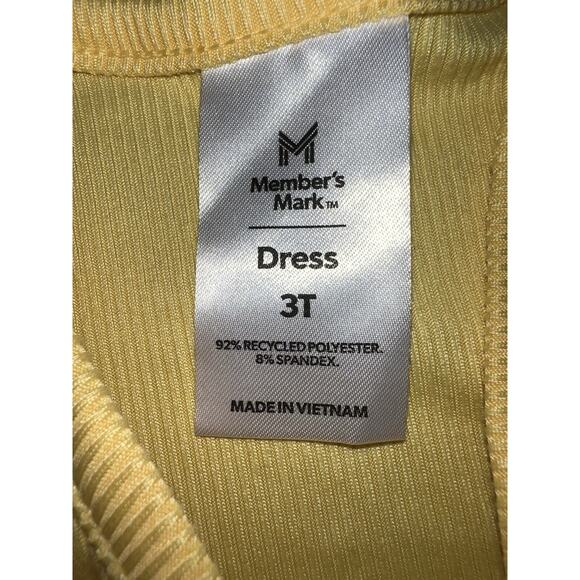 M
Member's
Mark™
Dress
3T
92% RECYCLED POLYESTER.
8% SPANDEX.
MADE IN VIETNAM